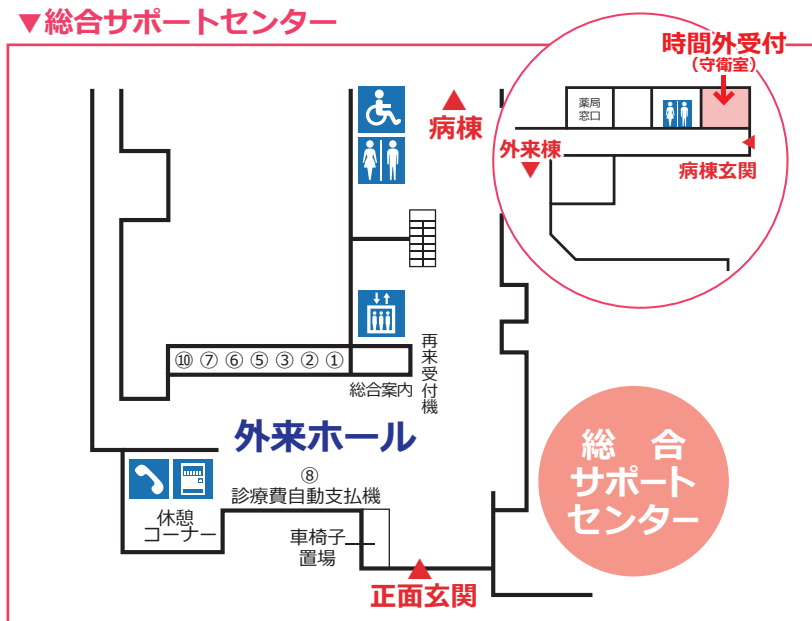 ▼総合サポートセンター
時間外受付
(守衛室)
薬局
窓口
外来棟
病棟玄関
病棟
再来受付機
⑩ ⑦ ⑥ ⑤ ③ ② ①
総合案内
外来ホール
⑧
診療費自動支払機
休憩
コーナー
車椅子
置場
正面玄関
総 合
サポート
センター